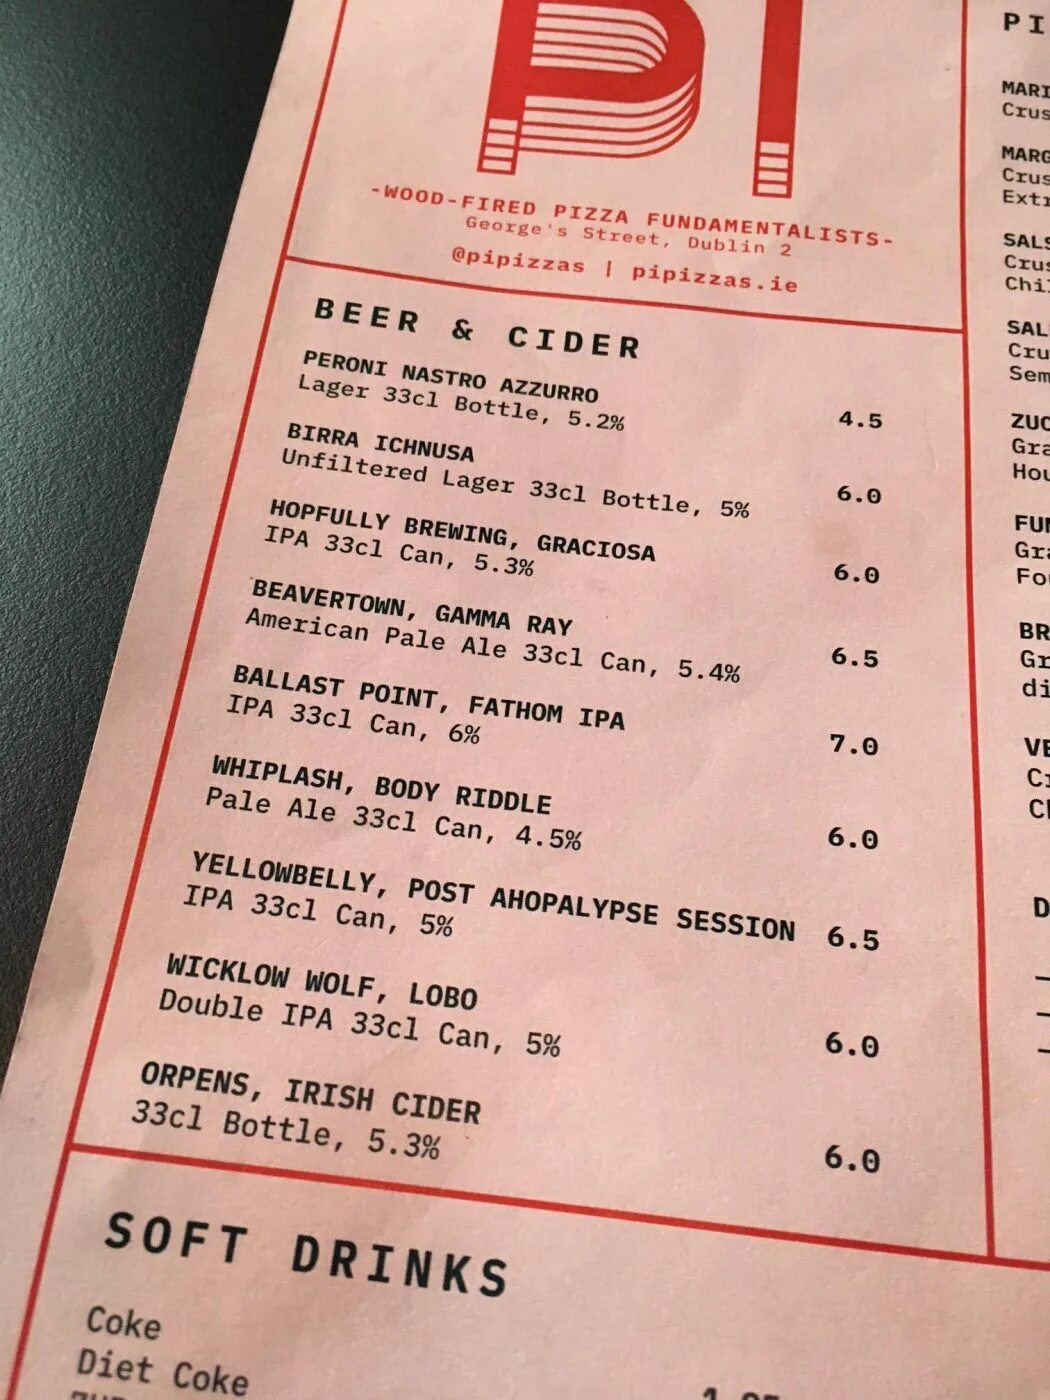 PI
-WOOD-FIRED PIZZA FUNDAMENTALISTS-
George's Street, Dublin 2
@pipizzas | pipizzas.ie
BEER & CIDER
PERONI NASTRO AZZURRO
Lager 33cl Bottle, 5.2% 4.5
BIRRA ICHNUSA
Unfiltered Lager 33cl Bottle, 5% 6.0
HOPFULLY BREWING, GRACIOSA
IPA 33cl Can, 5.3% 6.0
BEAVERTOWN, GAMMA RAY
American Pale Ale 33cl Can, 5.4% 6.5
BALLAST POINT, FATHOM IPA
IPA 33cl Can, 6% 7.0
WHIPLASH, BODY RIDDLE
Pale Ale 33cl Can, 4.5% 6.0
YELLOWBELLY, POST AHOPALYPSE SESSION 6.5
IPA 33cl Can, 5%
WICKLOW WOLF, LOBO
Double IPA 33cl Can, 5% 6.0
ORPENS, IRISH CIDER
33cl Bottle, 5.3% 6.0
SOFT DRINKS
Coke
Diet Coke